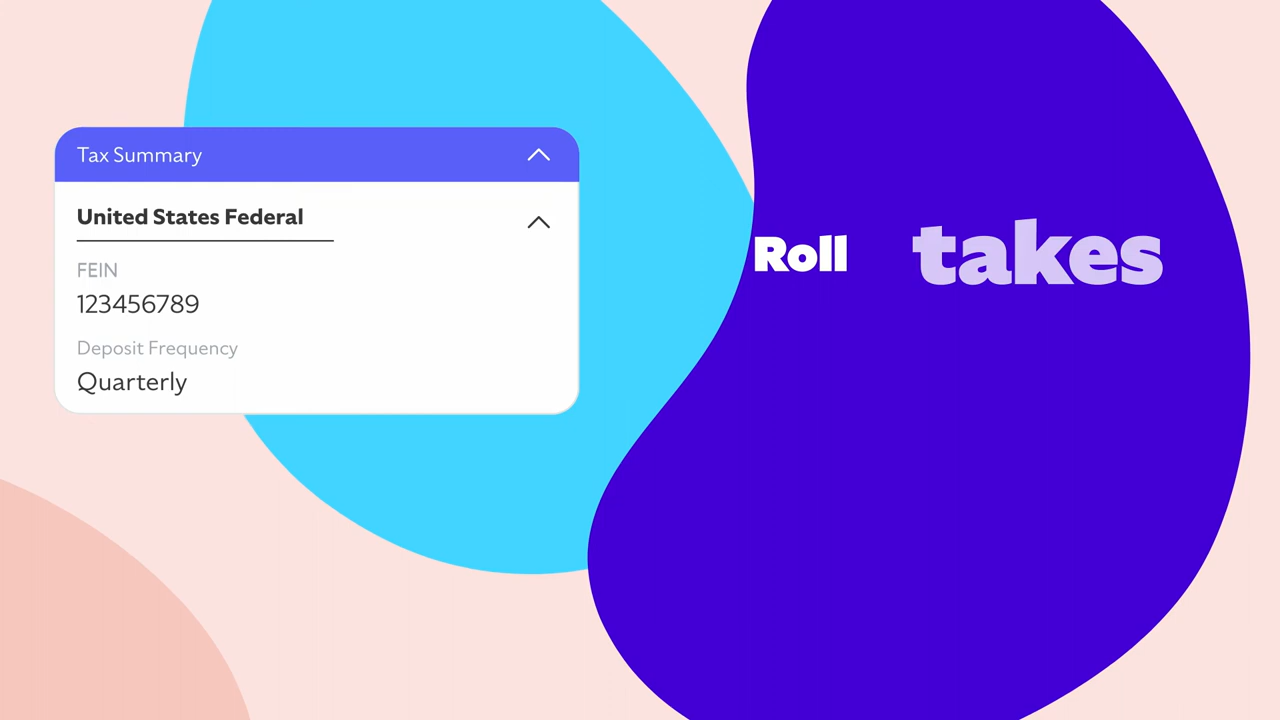 Tax Summary
United States Federal
FEIN
123456789
Deposit Frequency
Quarterly
Roll takes